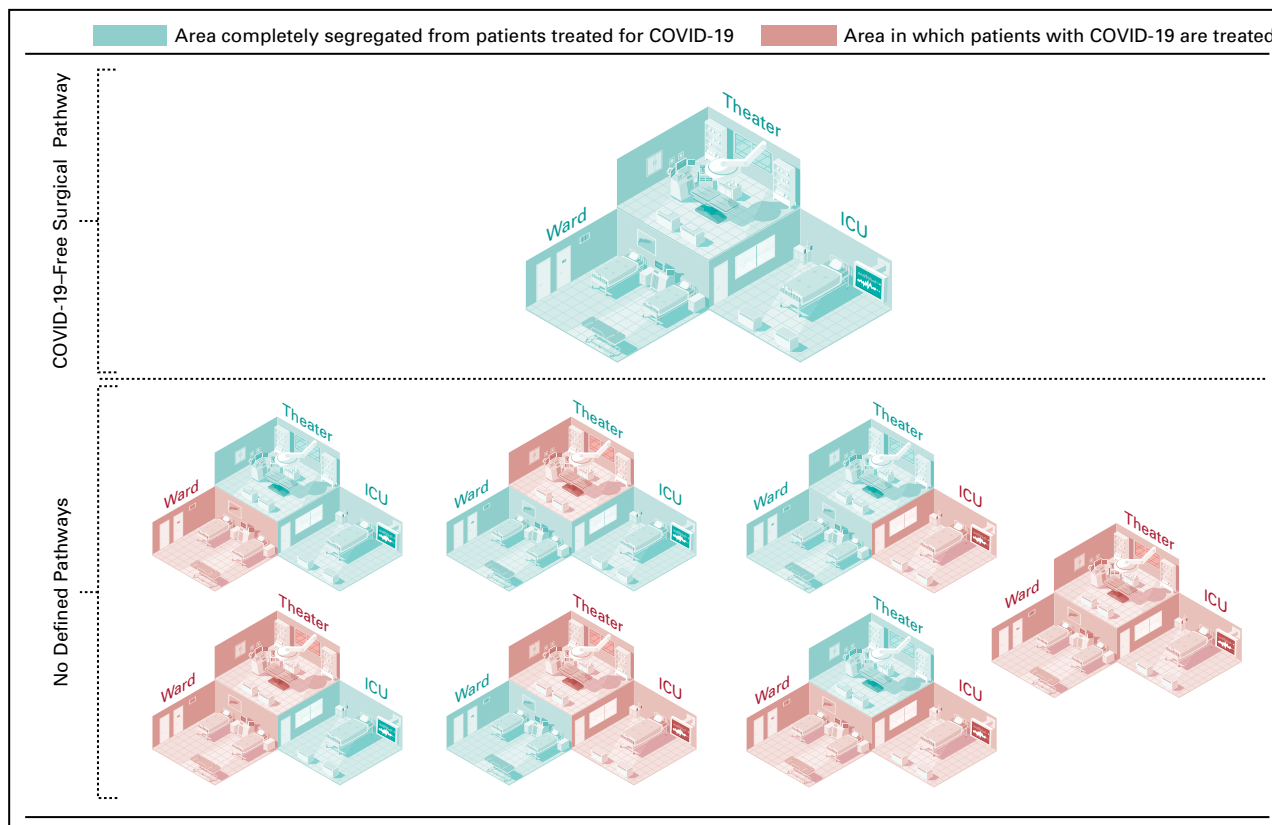 Area completely segregated from patients treated for COVID-19
Area in which patients with COVID-19 are treated
COVID-19–Free Surgical Pathway
Theater
Ward
ICU
No Defined Pathways
Theater
Ward
ICU
Theater
Ward
ICU
Theater
Ward
ICU
Theater
Ward
ICU
Theater
Ward
ICU
Theater
Ward
ICU
Theater
Ward
ICU